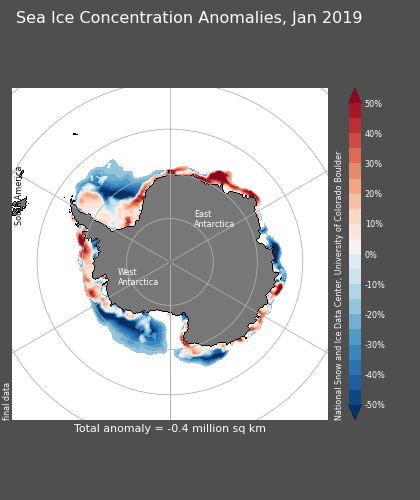 Sea Ice Concentration Anomalies, Jan 2019
South America
East
Antarctica
West
Antarctica
final data
National Snow and Ice Data Center, University of Colorado Boulder
50%
40%
30%
20%
10%
0%
-10%
-20%
-30%
-40%
-50%
Total anomaly = -0.4 million sq km